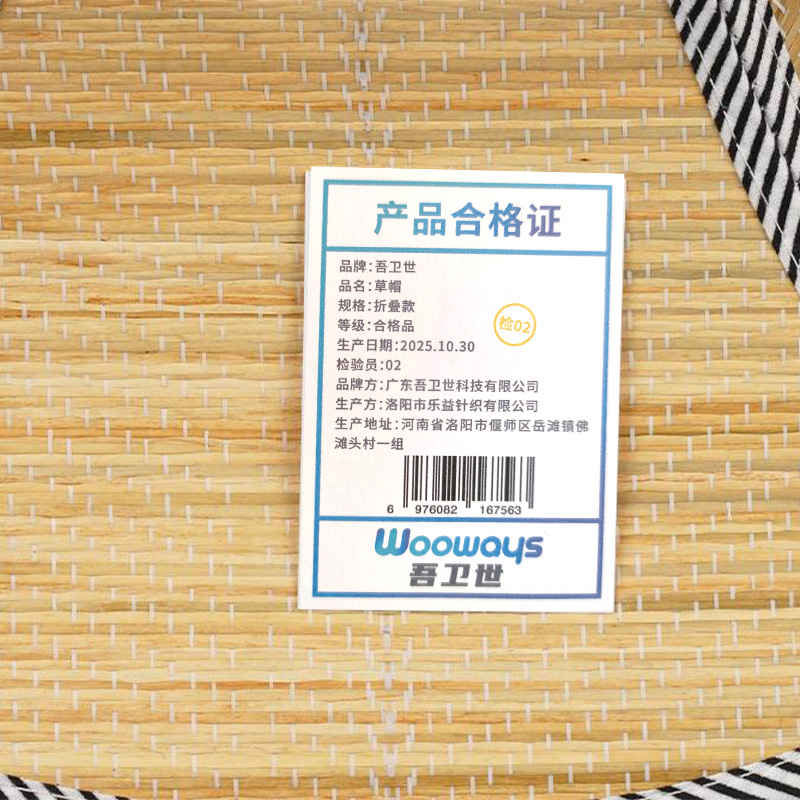 产品合格证
品牌:吾卫世
品名:草帽
规格:折叠款
等级:合格品
检02
生产日期:2025.10.30
检验员:02
品牌方:广东吾卫世科技有限公司
生产方:洛阳市乐益针织有限公司
生产地址:河南省洛阳市偃师区岳滩镇佛
滩头村一组
6 976082 167563
Wooways
吾卫世